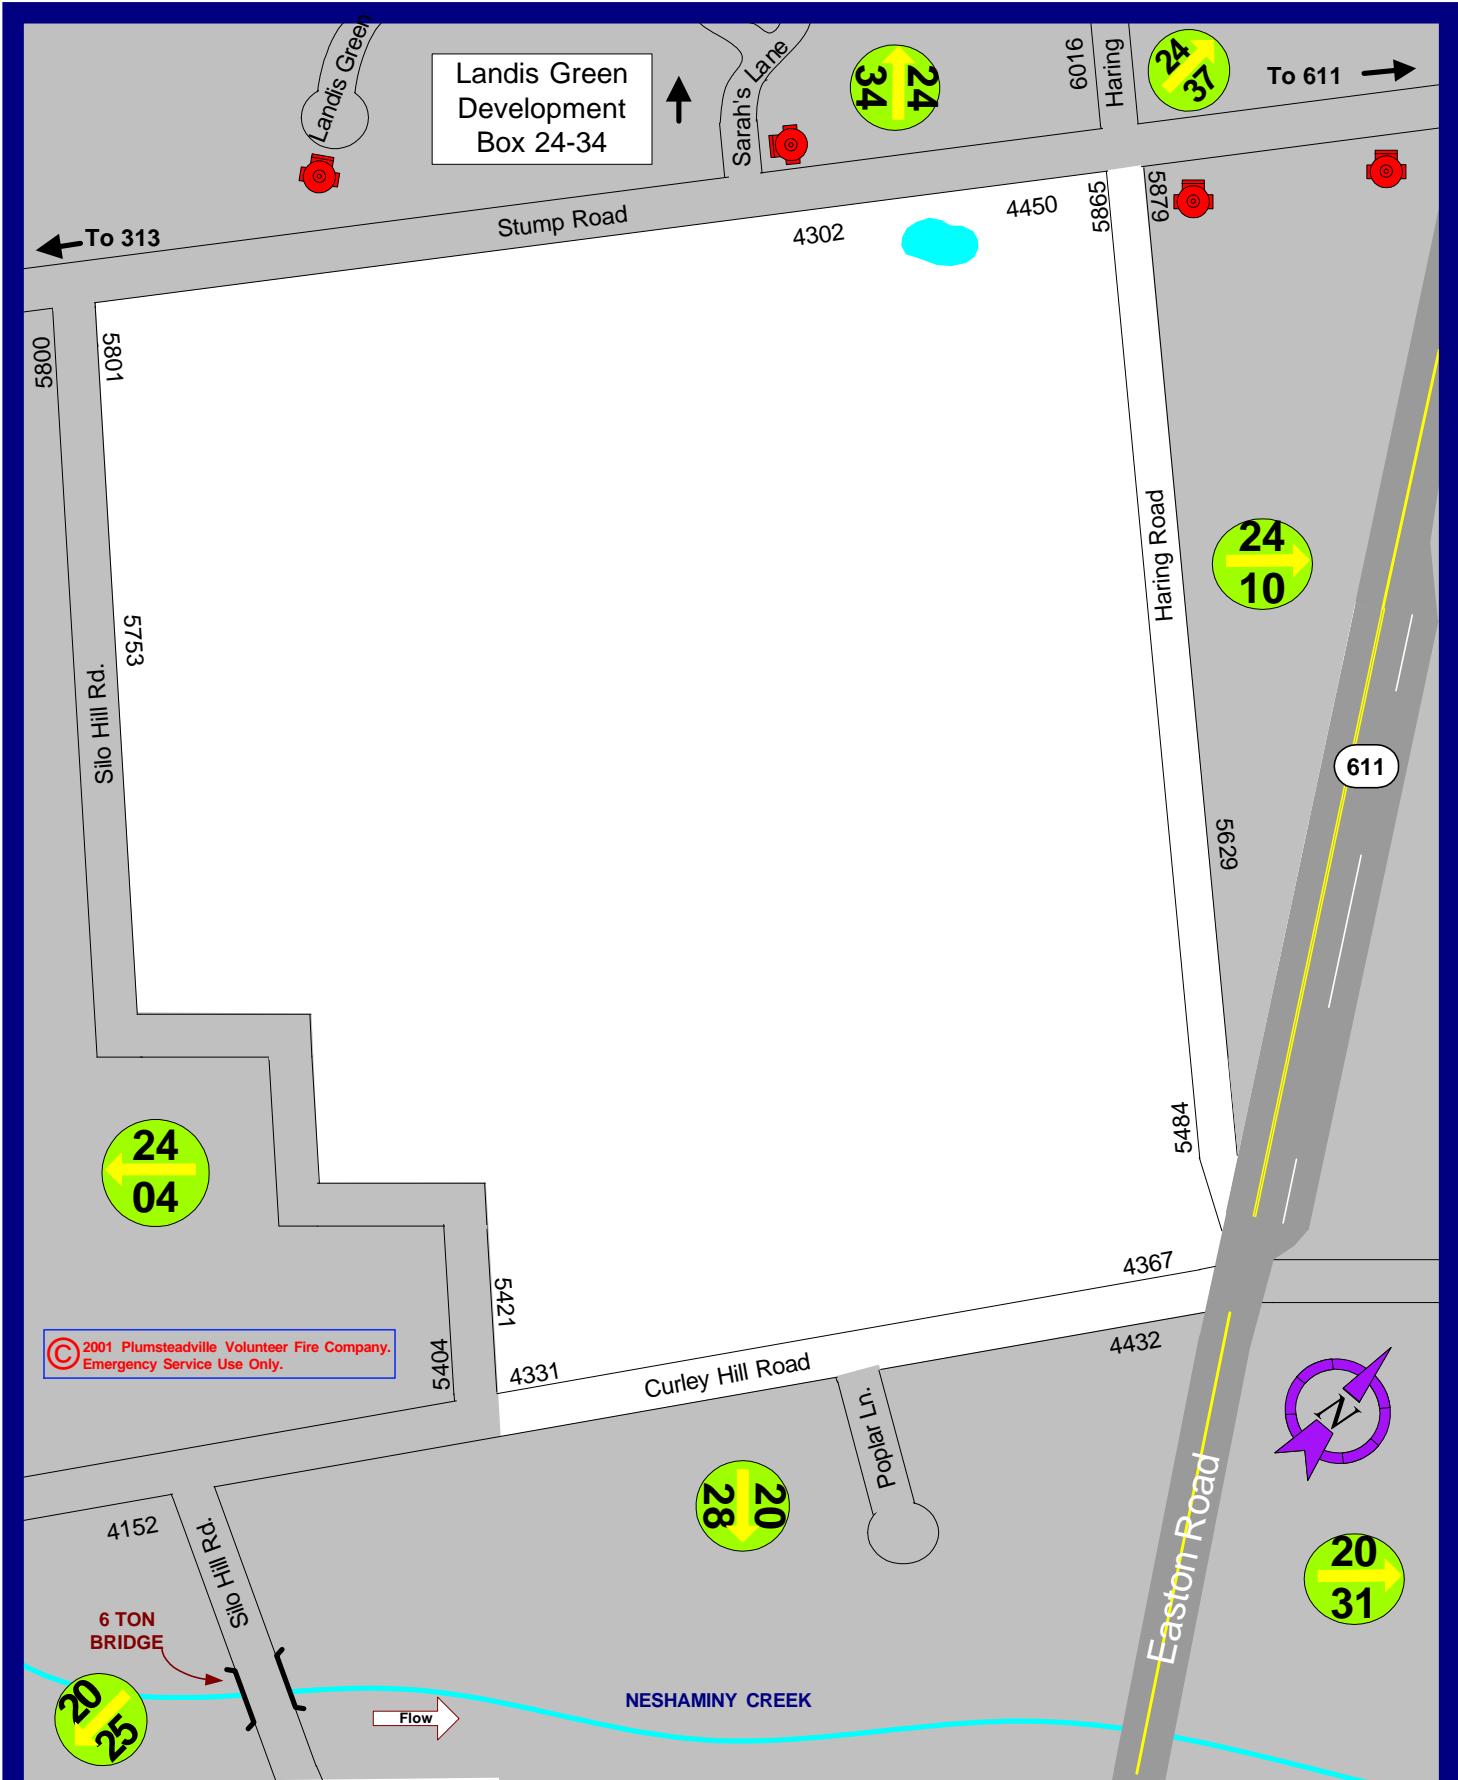 Landis Green
Landis Green
Development
Box 24-34
Sarah's Lane
24
34
6016
Haring
24
37
To 611
To 313
Stump Road
4302
4450
5865
5879
5800
5801
Haring Road
24
10
5753
Silo Hill Rd.
611
5629
5484
24
04
4367
5421
© 2001 Plumsteadville Volunteer Fire Company.
Emergency Service Use Only.
5404
4331
Curley Hill Road
4432
Poplar Ln.
N
Easton Road
20
28
4152
Silo Hill Rd.
20
31
6 TON
BRIDGE
20
25
Flow
NESHAMINY CREEK